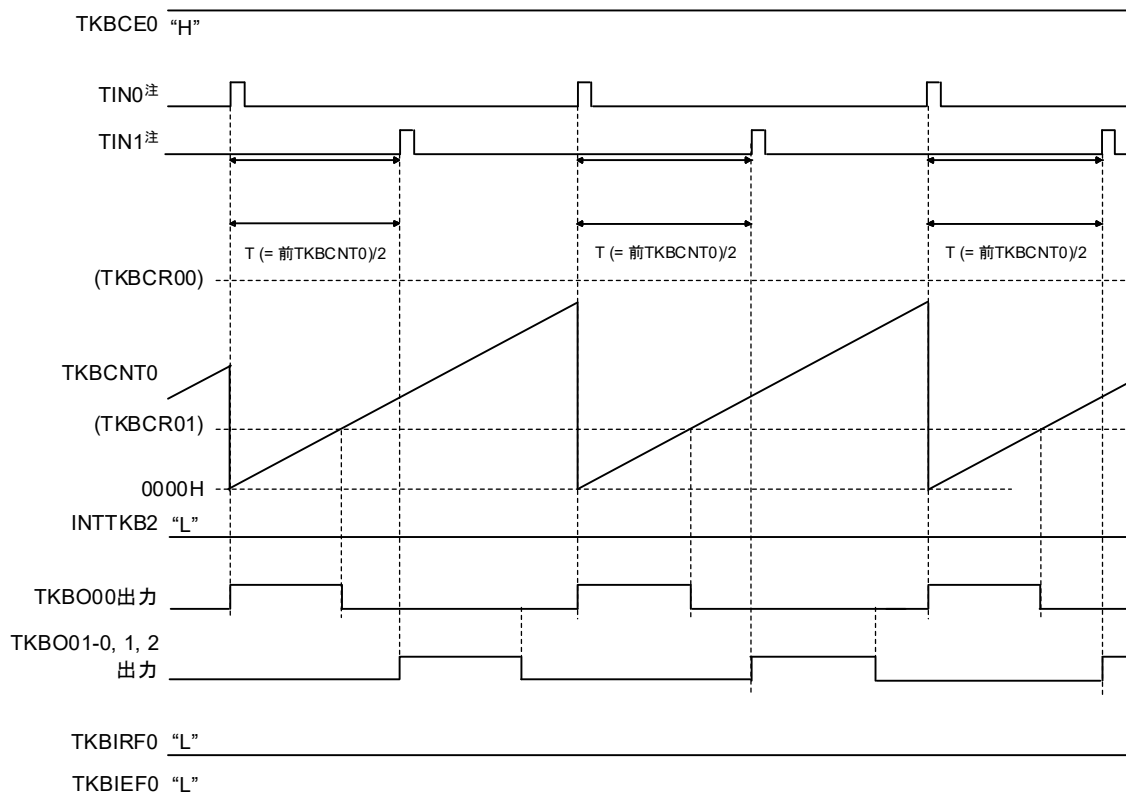 TKBCE0 “H”
TIN0注
TIN1注
T (= 前TKBCNT0)/2 T (= 前TKBCNT0)/2 T (= 前TKBCNT0)/2
(TKBCR00)
TKBCNT0
(TKBCR01)
0000H
INTTKB2 “L”
TKBO00出力
TKBO01-0, 1, 2
出力
TKBIRF0 “L”
TKBIEF0 “L”